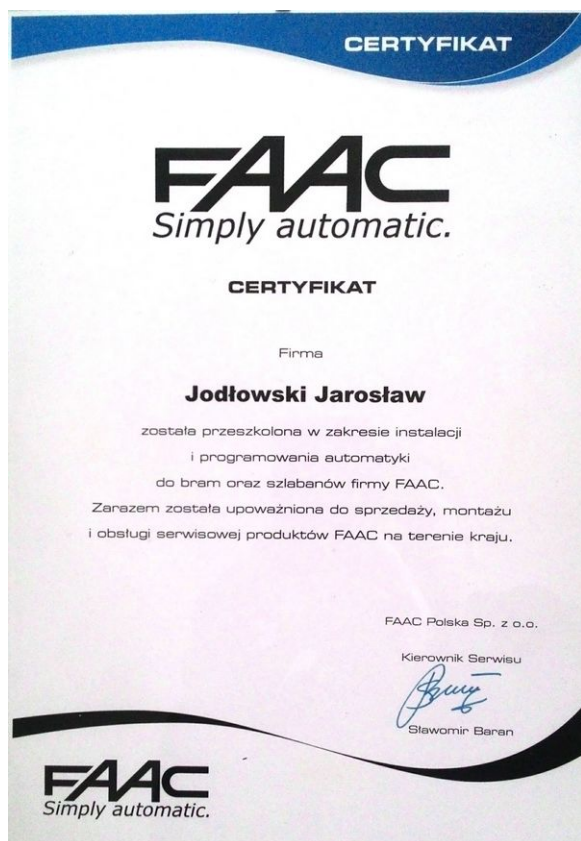 CERTYFIKAT
FAAC
Simply automatic.
CERTYFIKAT
Firma
Jodłowski Jarosław
została przeszkolona w zakresie instalacji
i programowania automatyki
do bram oraz szlabanów firmy FAAC.
Zarazem została upoważniona do sprzedaży, montażu
i obsługi serwisowej produktów FAAC na terenie kraju.
FAAC Polska Sp. z o.o.
Kierownik Serwisu
Sławomir Baran
FAAC
Simply automatic.